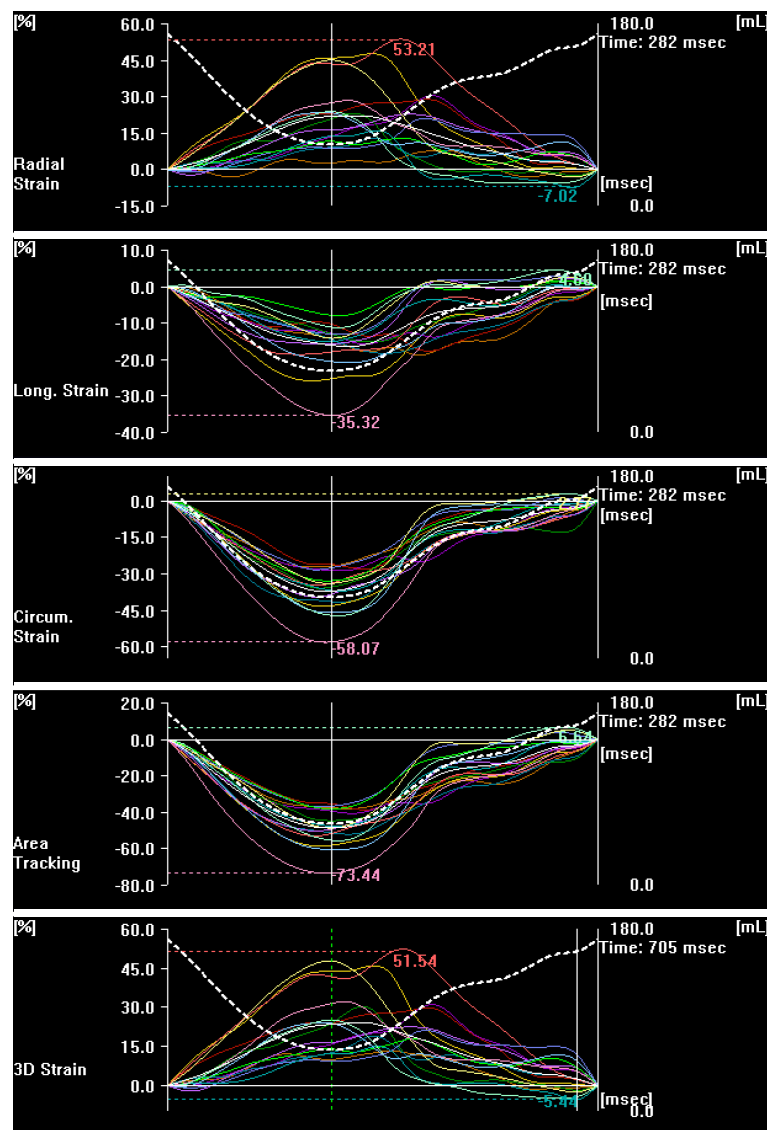 [%] 60.0 180.0 [mL]
Time: 282 msec
53.21
45.0
30.0
15.0
Radial
Strain
0.0
[msec]
-7.02
-15.0 0.0
[%] 10.0 180.0 [mL]
Time: 282 msec
0.0
[msec]
-10.0
-20.0
Long. Strain -30.0
-35.32
-40.0 0.0
[%] 180.0 [mL]
0.0 Time: 282 msec
[msec]
-15.0
-30.0
-45.0
Circum.
Strain
-60.0 -58.07
0.0
[%] 20.0 180.0 [mL]
Time: 282 msec
0.0 6.64
[msec]
-20.0
-40.0
-60.0
Area
Tracking
-73.44
-80.0 0.0
[%] 60.0 180.0 [mL]
Time: 705 msec
51.54
45.0
30.0
15.0
3D Strain 0.0
-5.44 [msec]
0.0